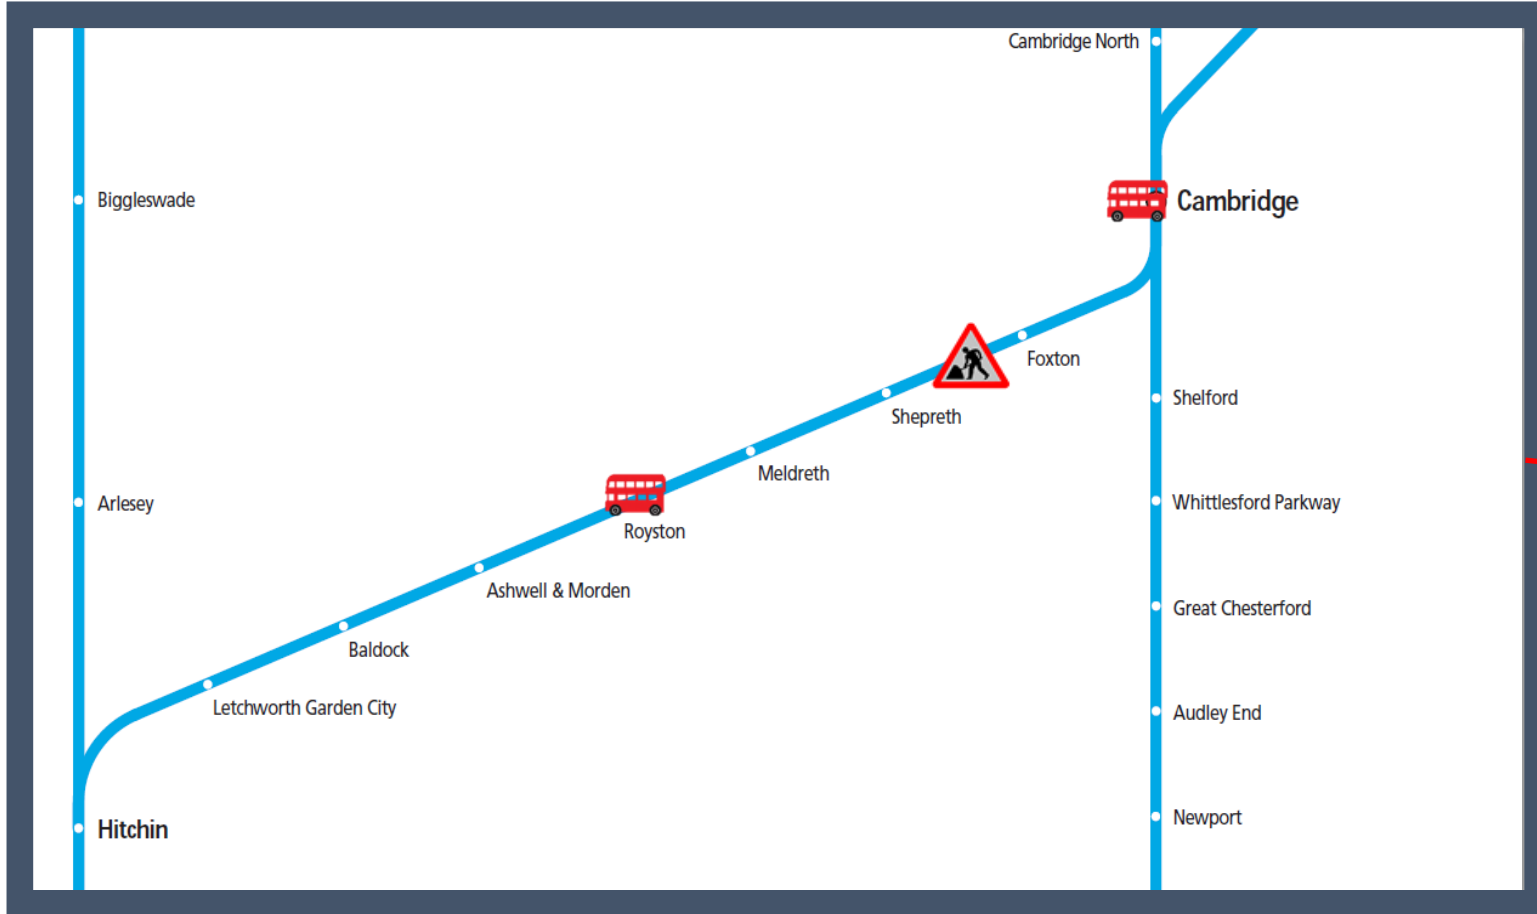 Cambridge North
Biggleswade
Cambridge
Foxton
Shelford
Shepreth
Meldreth
Arlesey
Whittlesford Parkway
Royston
Ashwell & Morden
Great Chesterford
Baldock
Letchworth Garden City
Audley End
Newport
Hitchin